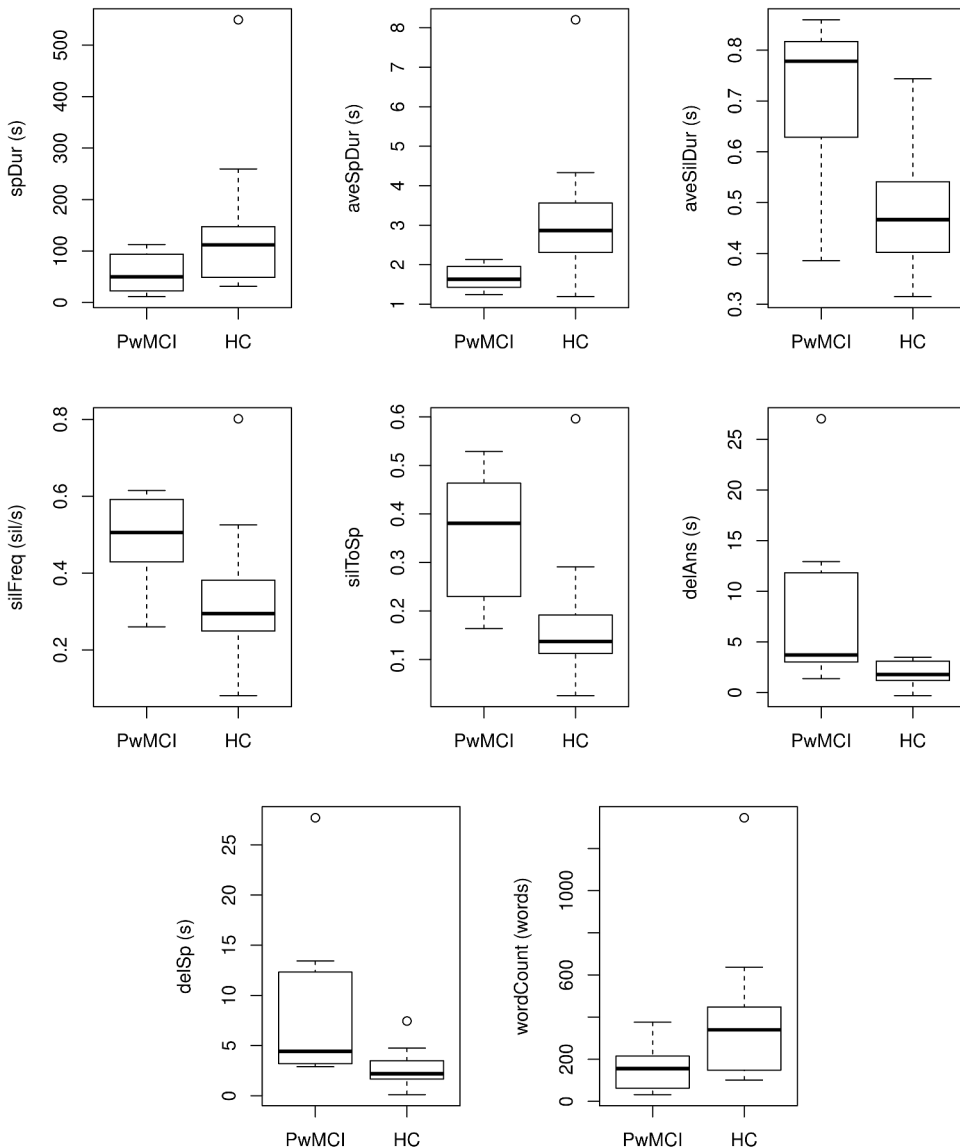 spDur (s)
0 100 200 300 400 500
PwMCI HC
aveSpDur (s)
1 2 3 4 5 6 7 8
PwMCI HC
aveSilDur (s)
0.3 0.4 0.5 0.6 0.7 0.8
PwMCI HC
silFreq (sil/s)
0.2 0.4 0.6 0.8
PwMCI HC
silToSp
0.1 0.2 0.3 0.4 0.5 0.6
PwMCI HC
delAns (s)
0 5 10 15 20 25
PwMCI HC
delSp (s)
0 5 10 15 20 25
PwMCI HC
wordCount (words)
0 200 600 1000
PwMCI HC